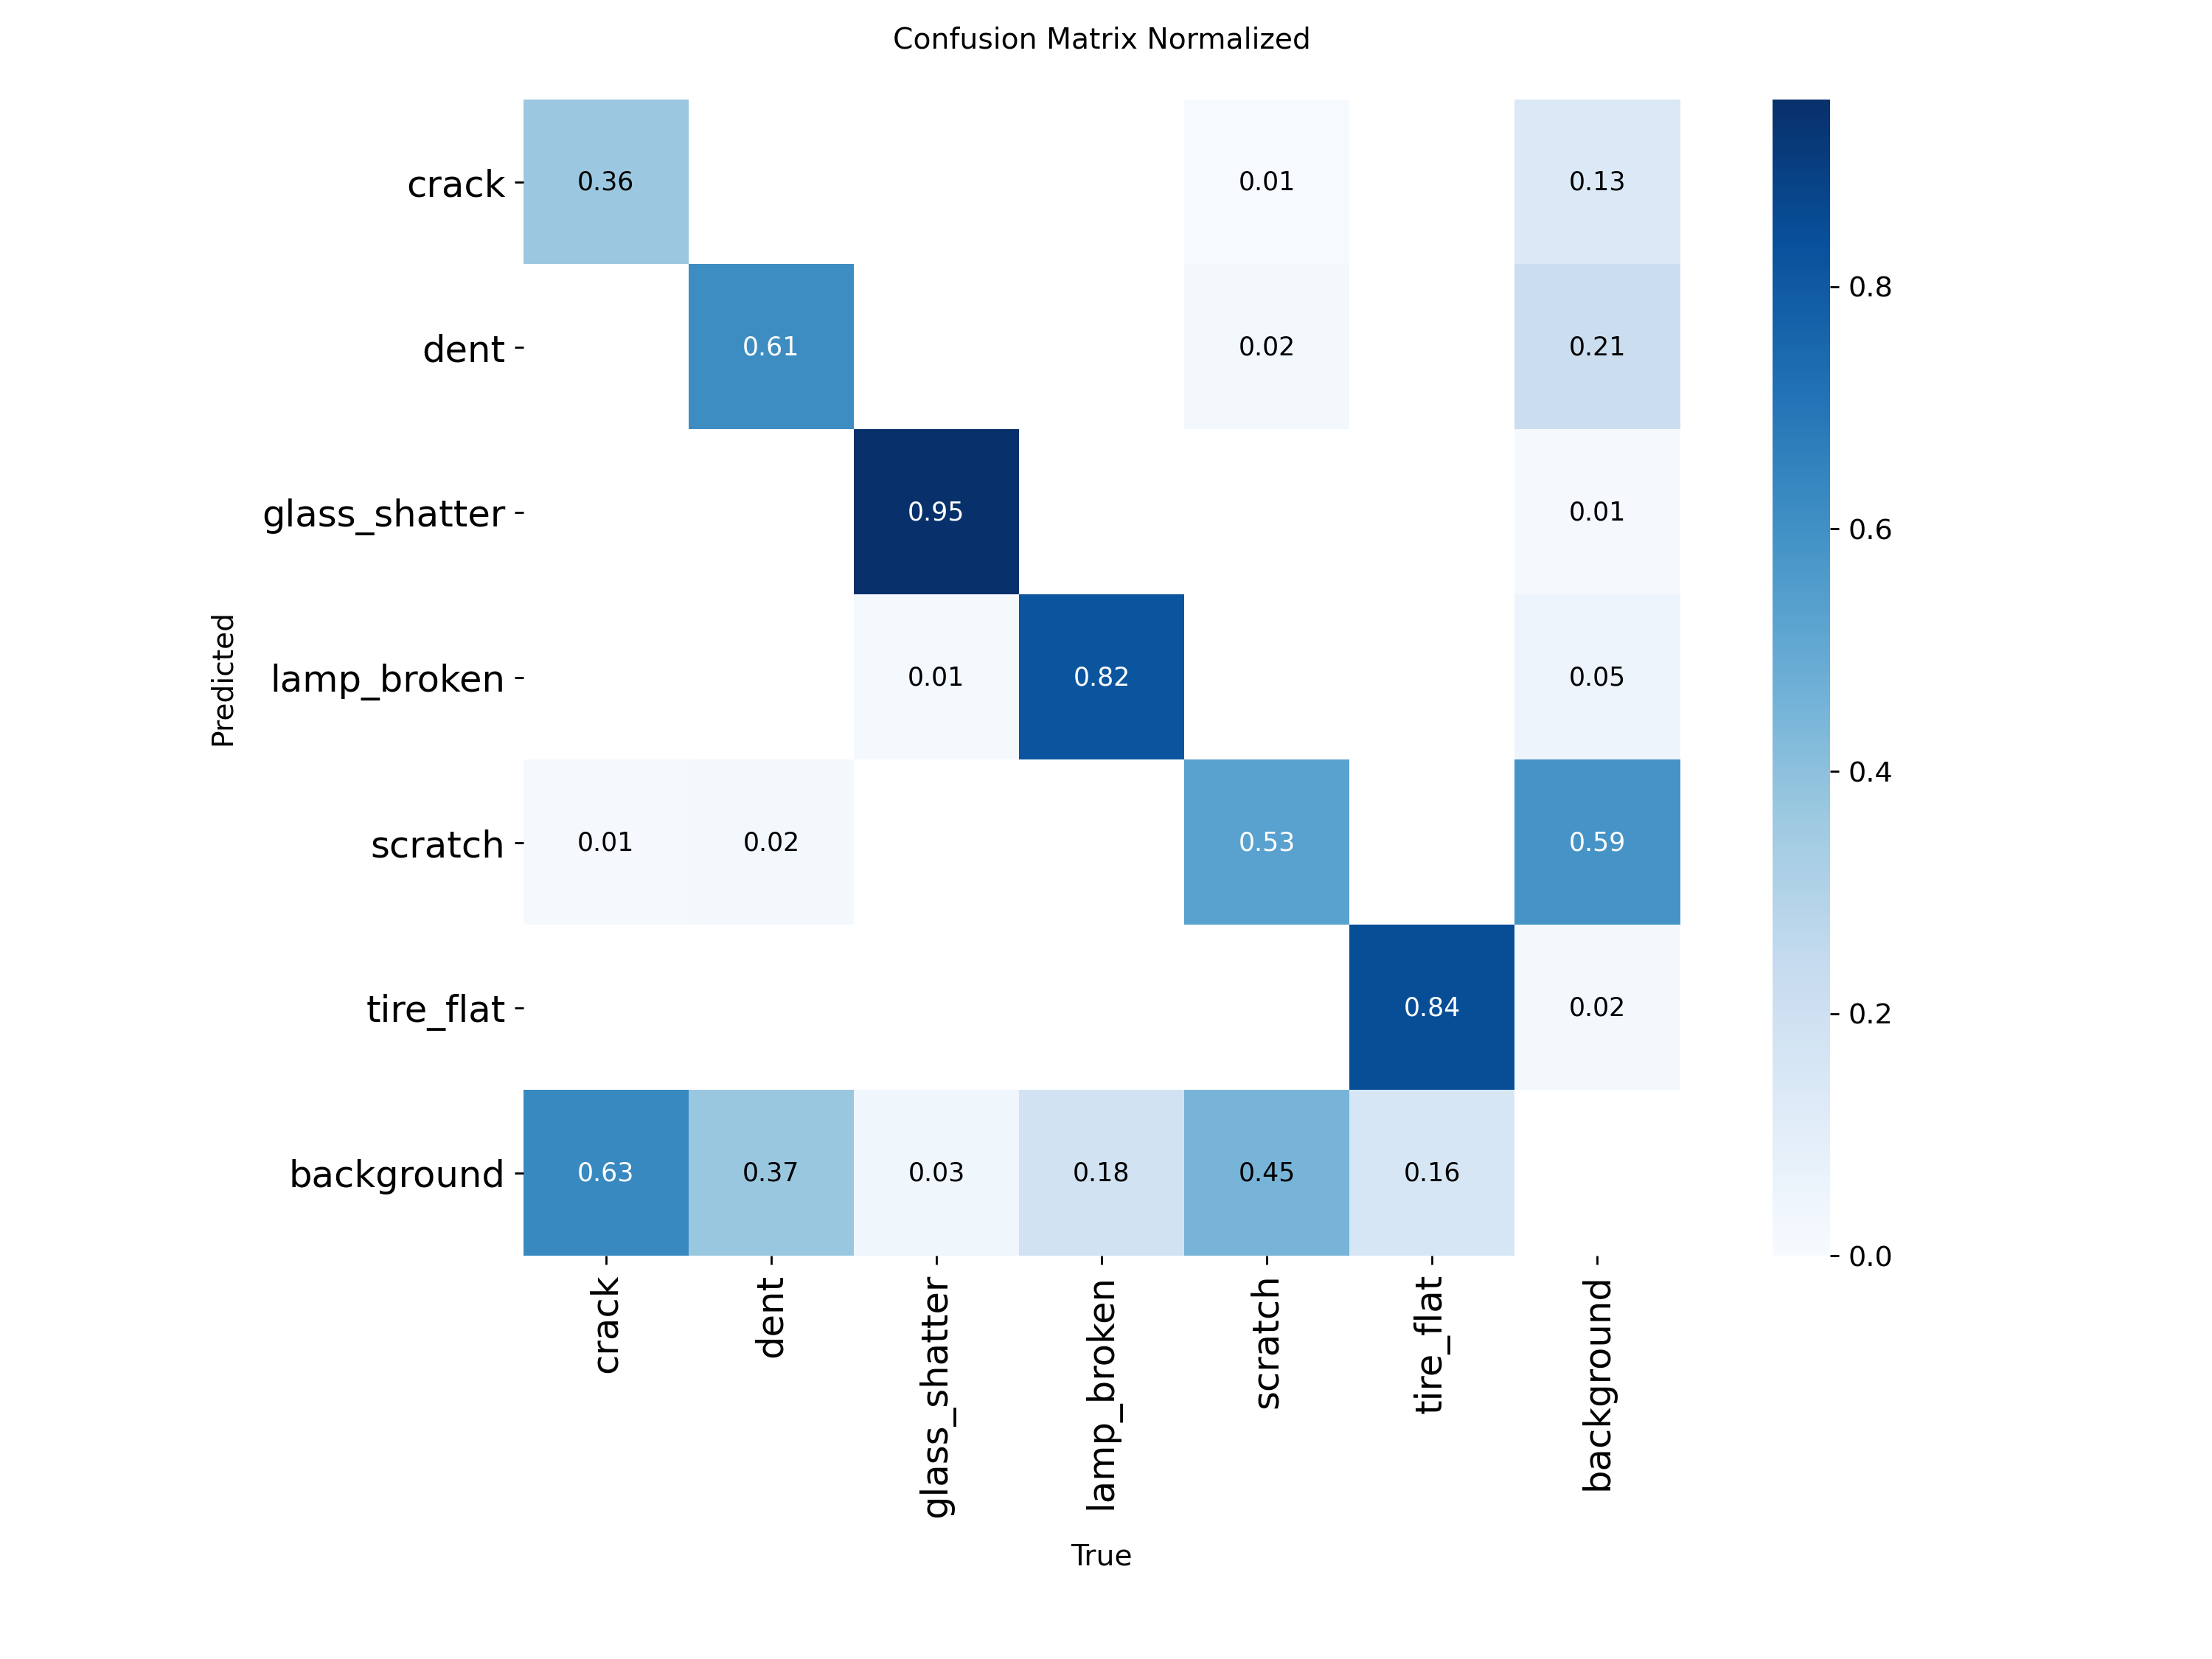 Confusion Matrix Normalized
crack 0.36 0.01 0.13
dent 0.61 0.02 0.21
glass_shatter 0.95 0.01
lamp_broken 0.01 0.82 0.05
scratch 0.01 0.02 0.53 0.59
tire_flat 0.84 0.02
background 0.63 0.37 0.03 0.18 0.45 0.16
Predicted
crack
dent
glass_shatter
lamp_broken
scratch
tire_flat
background
True
0.8
0.6
0.4
0.2
0.0